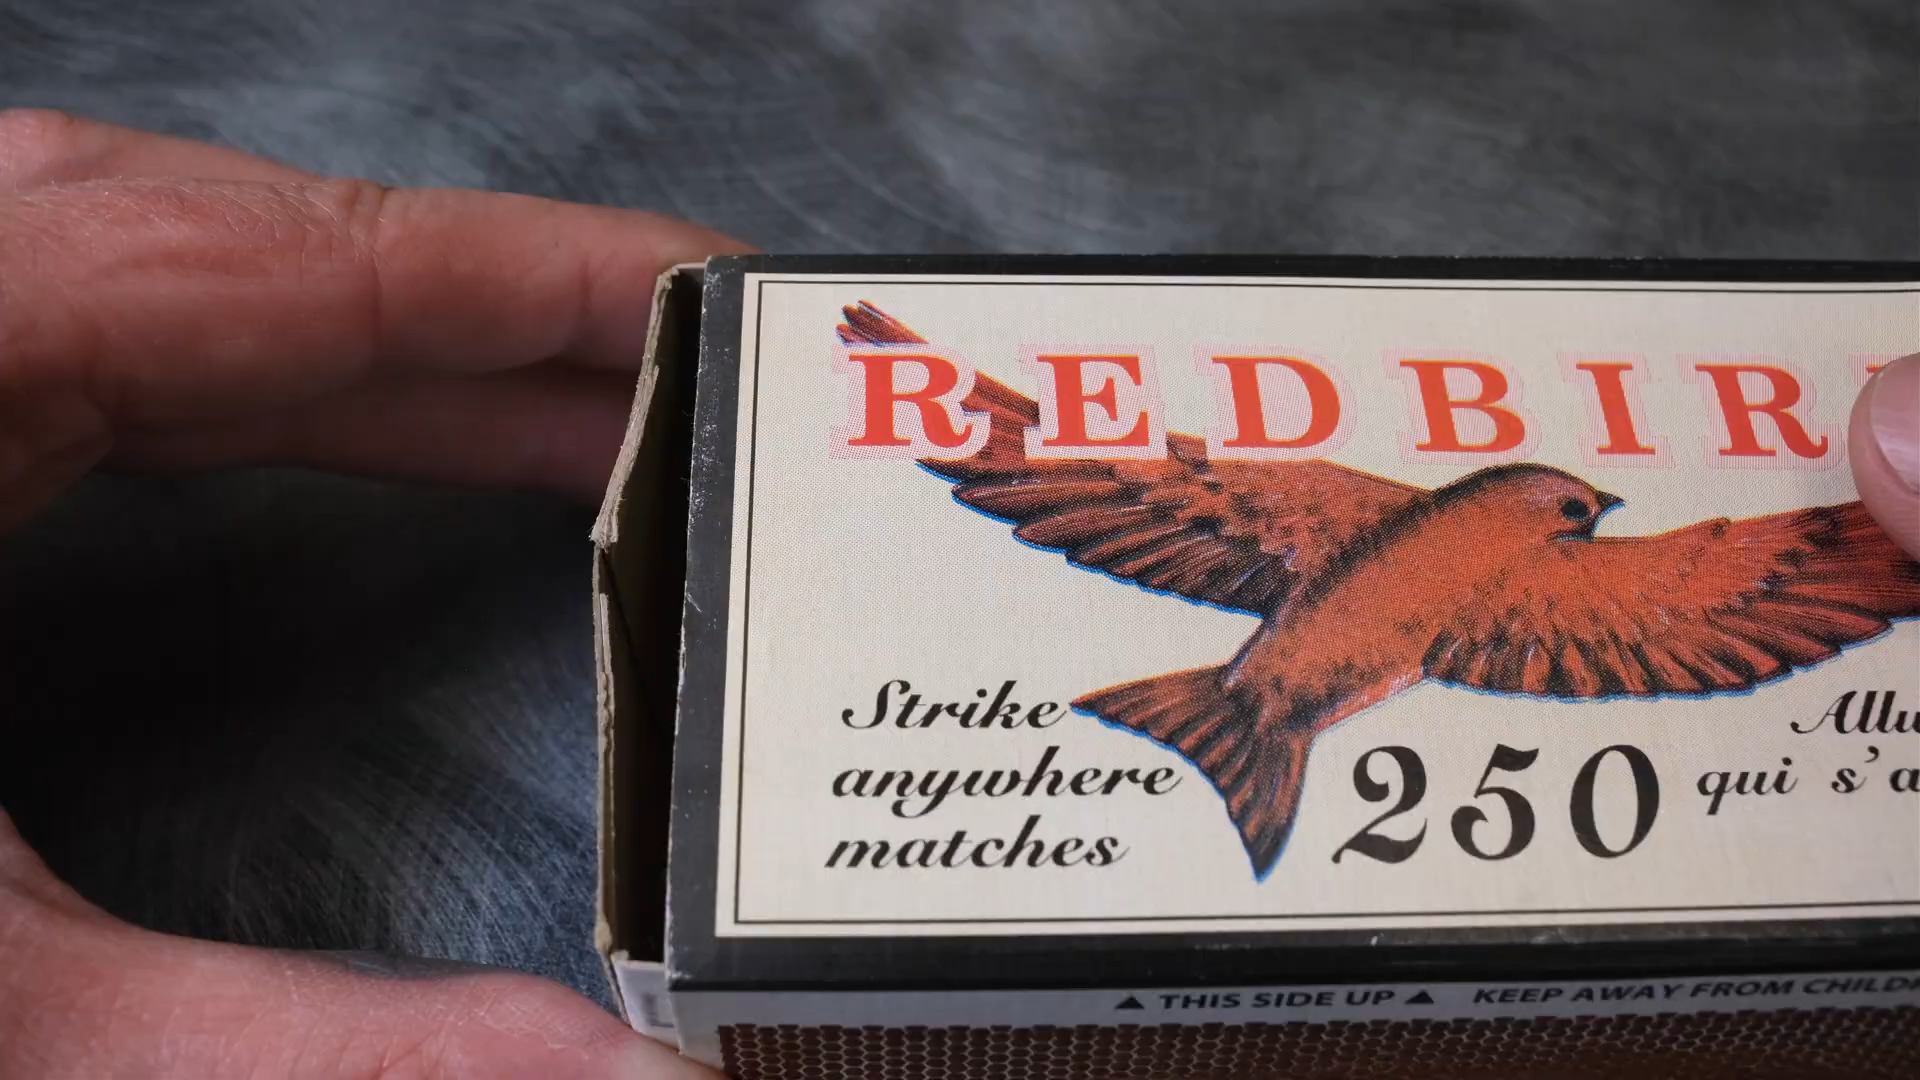 REDBIR
Strike
anywhere
matches
250
Allu
qui s'a
▲ THIS SIDE UP ▲ KEEP AWAY FROM CHILD